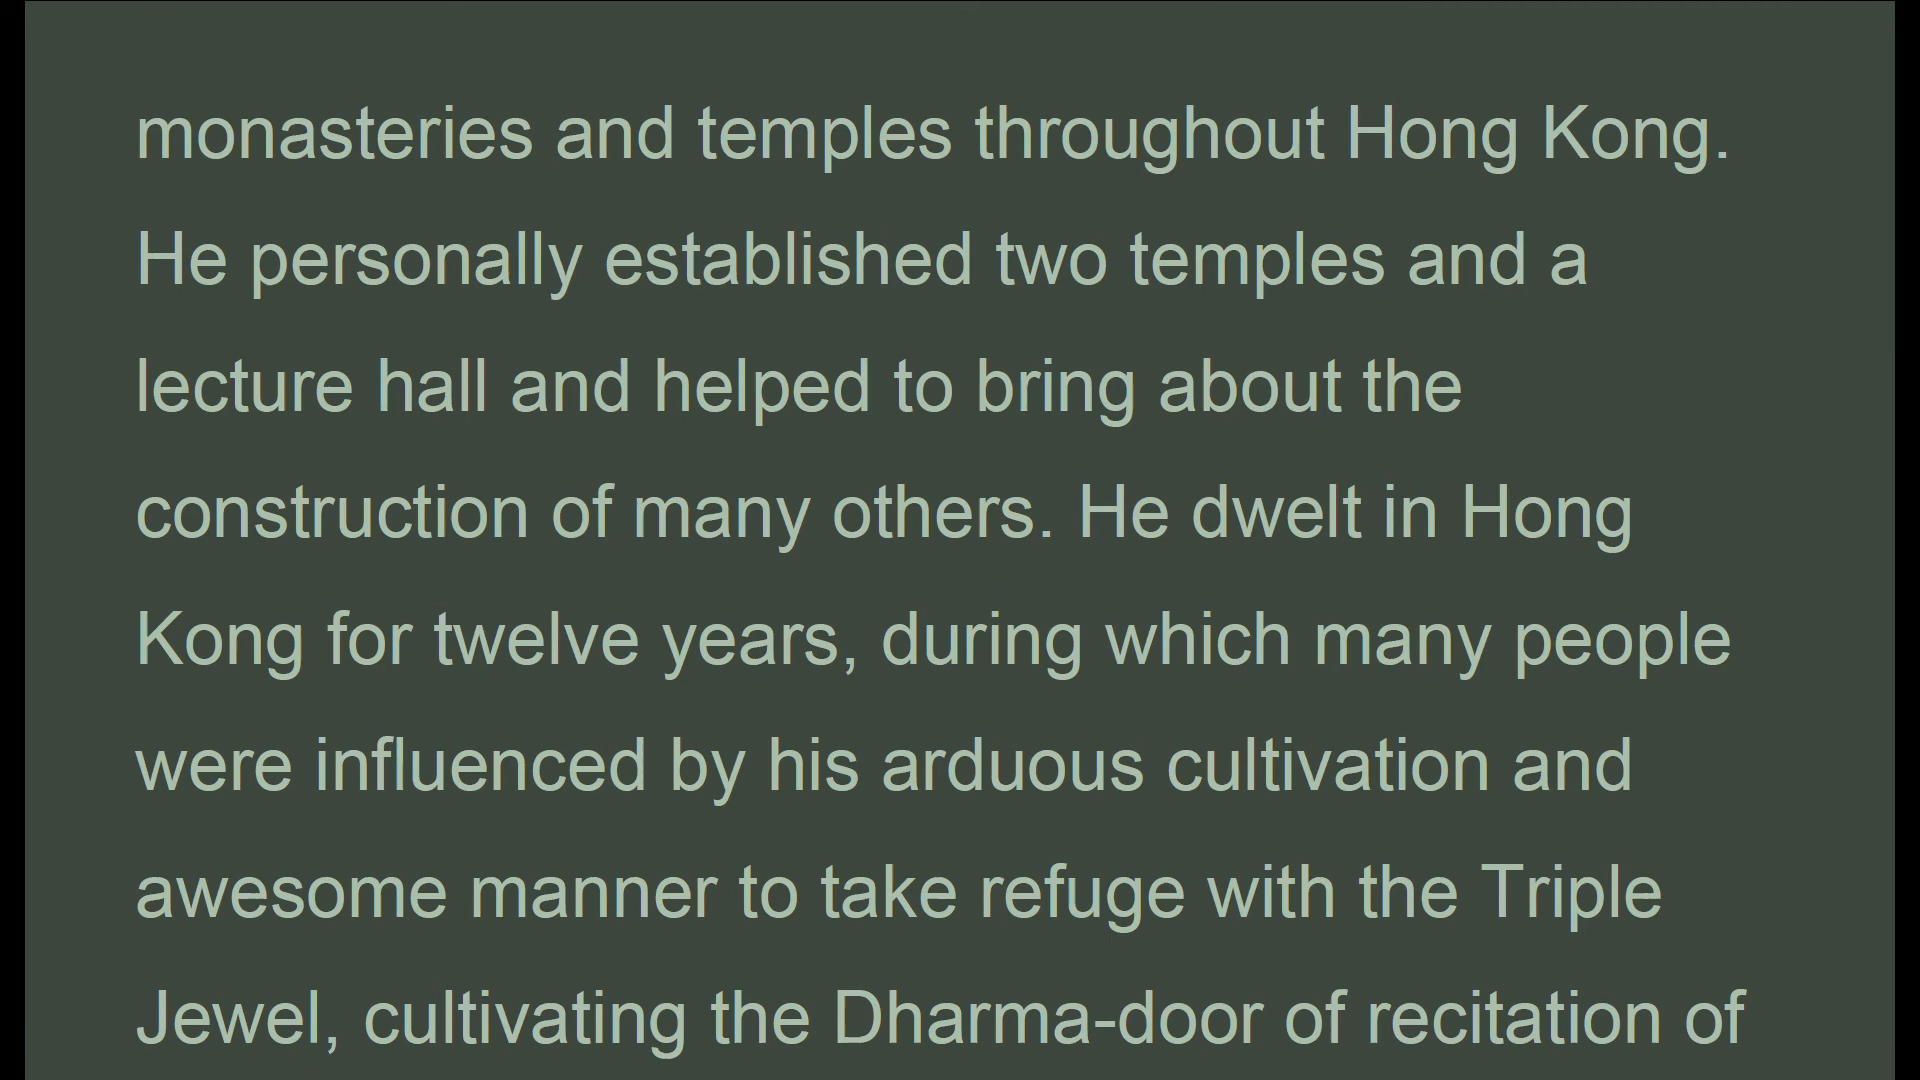 monasteries and temples throughout Hong Kong.
He personally established two temples and a
lecture hall and helped to bring about the
construction of many others. He dwelt in Hong
Kong for twelve years, during which many people
were influenced by his arduous cultivation and
awesome manner to take refuge with the Triple
Jewel, cultivating the Dharma-door of recitation of